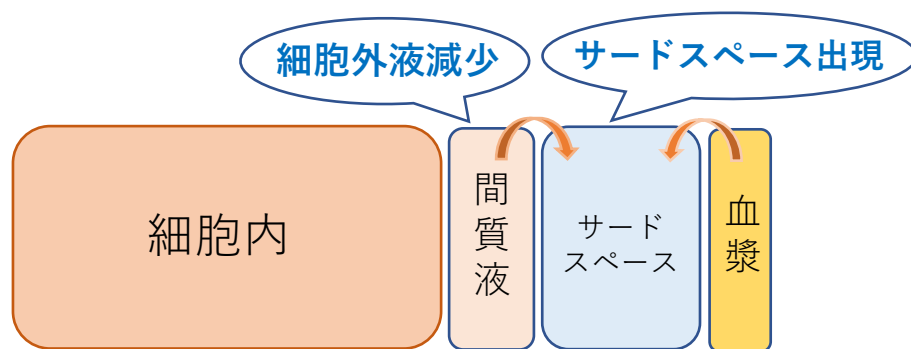 細胞外液減少
サードスペース出現
細胞内
間質液
サード
スペース
血漿